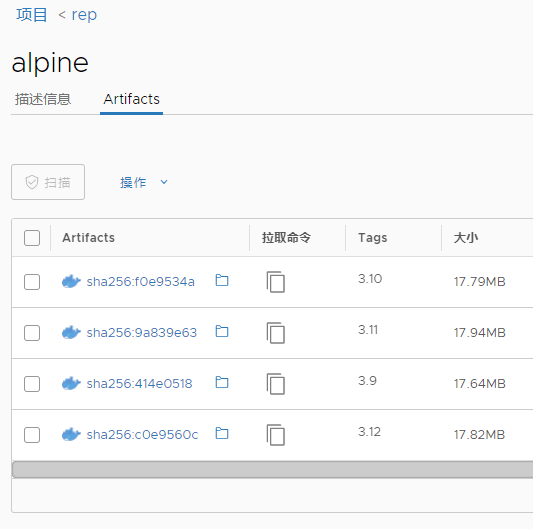 项目 < rep
alpine
描述信息 Artifacts
扫描 操作
Artifacts 拉取命令 Tags 大小
sha256:f0e9534a 3.10 17.79MB
sha256:9a839e63 3.11 17.94MB
sha256:414e0518 3.9 17.64MB
sha256:c0e9560c 3.12 17.82MB